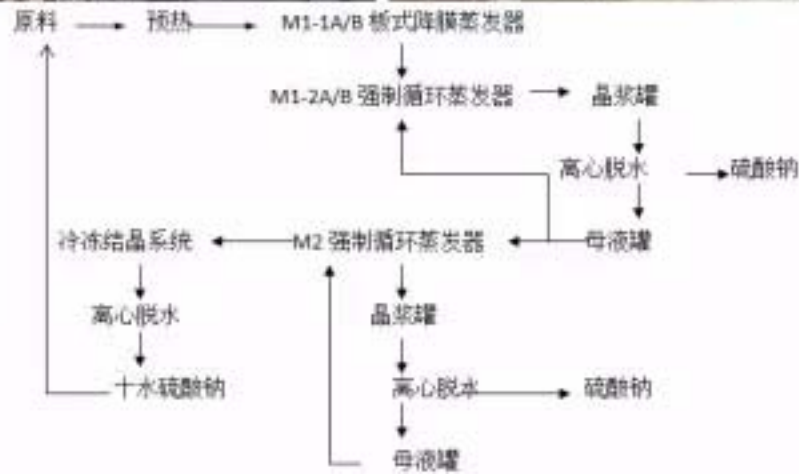 原料 预热 M1-1A/B 板式降膜蒸发器
M1-2A/B 强制循环蒸发器 晶浆罐
离心脱水 硫酸钠
冷冻结晶系统 M2 强制循环蒸发器 母液罐
离心脱水 晶浆罐
十水硫酸钠 离心脱水 硫酸钠
母液罐